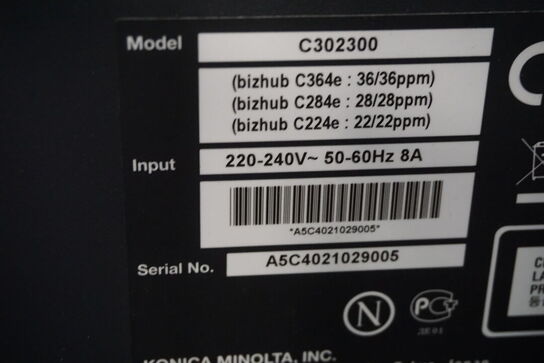 Model C302300
(bizhub C364e : 36/36ppm)
(bizhub C284e : 28/28ppm)
(bizhub C224e : 22/22ppm)
Input 220-240V~ 50-60Hz 8A
*A5C4021029005*
Serial No. A5C4021029005
N
KONICA MINOLTA, INC.